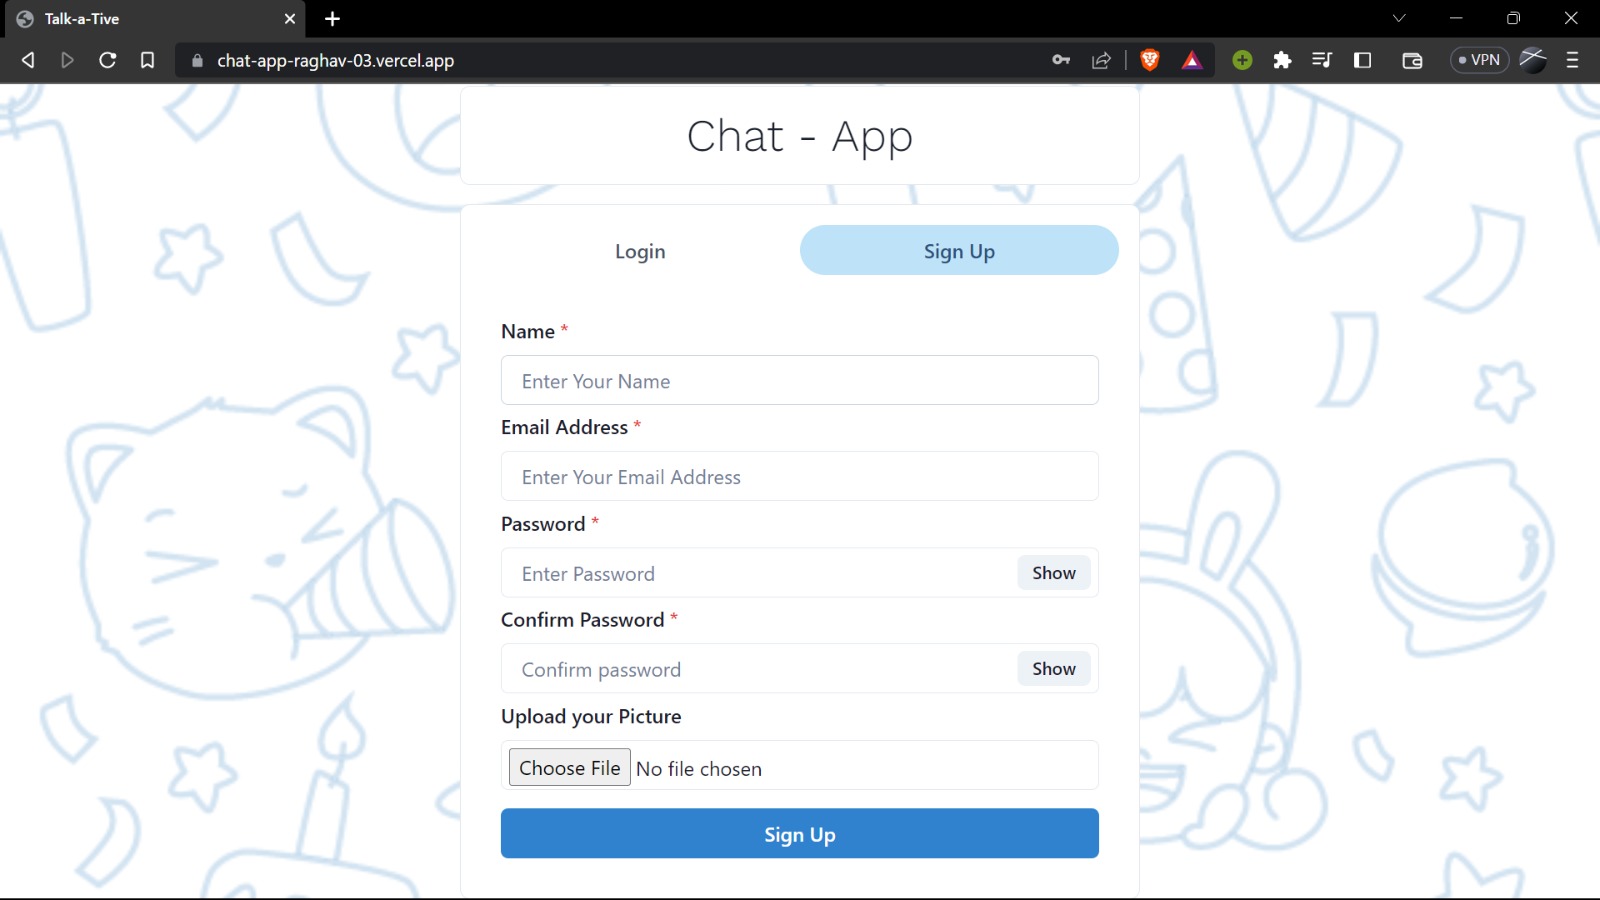 Talk-a-Tive
chat-app-raghav-03.vercel.app
VPN
Chat - App
Login
Sign Up
Name *
Enter Your Name
Email Address *
Enter Your Email Address
Password *
Enter Password
Show
Confirm Password *
Confirm password
Show
Upload your Picture
Choose File No file chosen
Sign Up